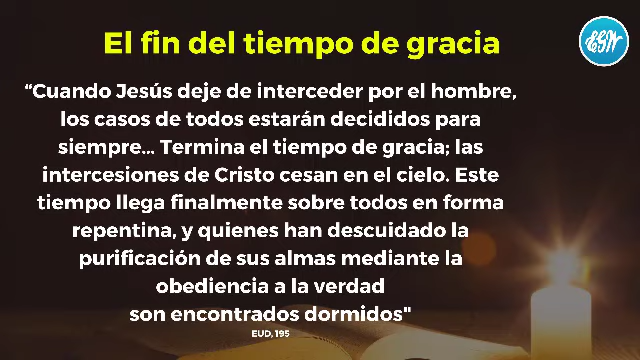 El fin del tiempo de gracia
EGW
“Cuando Jesús deje de interceder por el hombre,
los casos de todos estarán decididos para
siempre... Termina el tiempo de gracia; las
intercesiones de Cristo cesan en el cielo. Este
tiempo llega finalmente sobre todos en forma
repentina, y quienes han descuidado la
purificación de sus almas mediante la
obediencia a la verdad
son encontrados dormidos"
EUD, 195